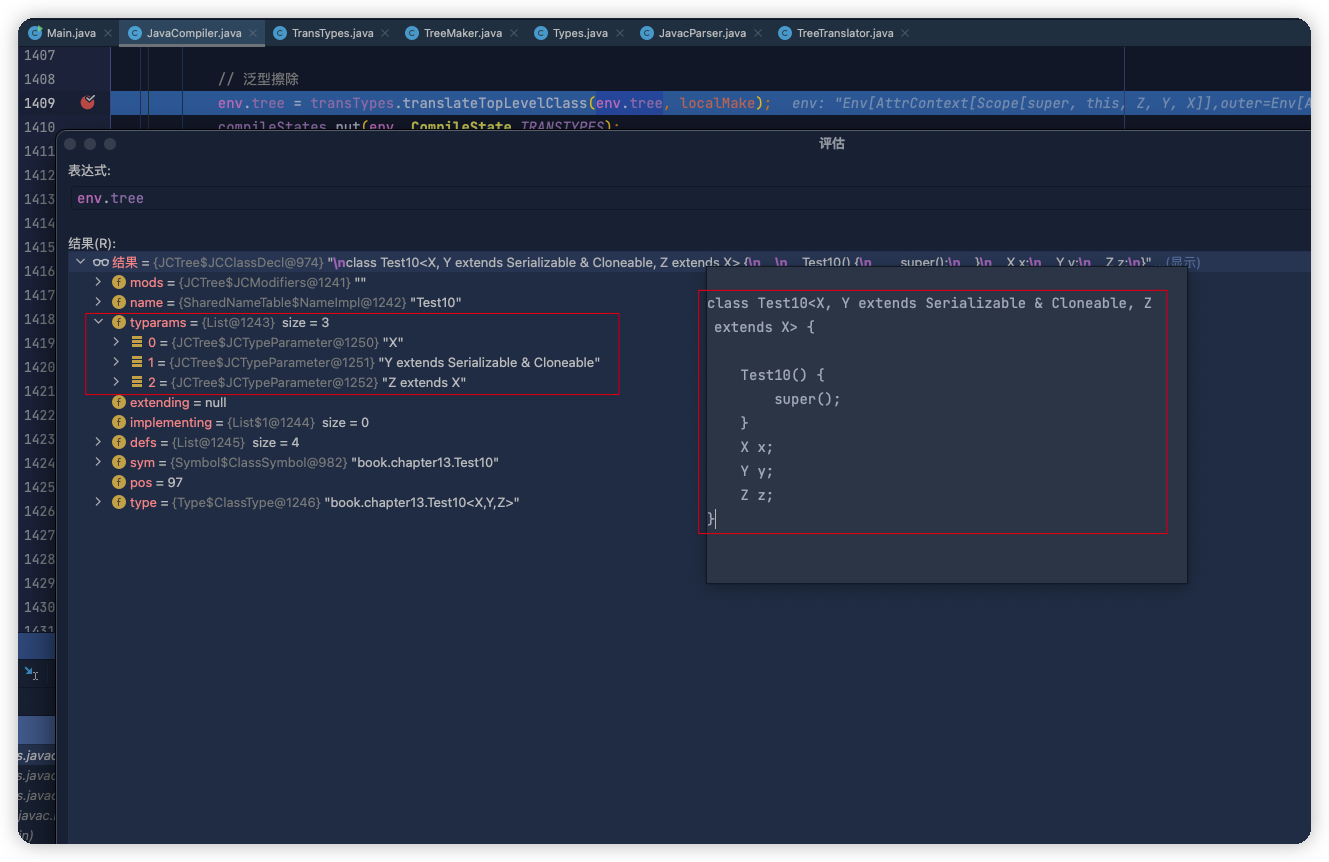 Main.java
JavaCompiler.java
TransTypes.java
TreeMaker.java
Types.java
JavacParser.java
TreeTranslator.java
1407
1408 // 泛型擦除
1409 env.tree = transTypes.translateTopLevelClass(env.tree, localMake); env: "Env[AttrContext[Scope[super, this, Z, Y, X]],outer=Env[A
1410 compileStates.put(env, CompileState.TRANSTYPES);
1411
评估
1412
表达式:
1413
env.tree
1414
1415
结果(R):
1416
结果 = {JCTree$JCClassDecl@974} "\nclass Test10<X, Y extends Serializable & Cloneable, Z extends X> {\n \n Test10() {\n super();\n }\n X x;\n Y y;\n Z z;\n}" (显示)
1417
mods = {JCTree$JCModifiers@1241} ""
1418
name = {SharedNameTable$NameImpl@1242} "Test10"
typarams = {List@1243} size = 3
1419
0 = {JCTree$JCTypeParameter@1250} "X"
1420
1 = {JCTree$JCTypeParameter@1251} "Y extends Serializable & Cloneable"
1421
2 = {JCTree$JCTypeParameter@1252} "Z extends X"
extending = null
1422
implementing = {List$1@1244} size = 0
1423
defs = {List@1245} size = 4
1424
sym = {Symbol$ClassSymbol@982} "book.chapter13.Test10"
1425
pos = 97
type = {Type$ClassType@1246} "book.chapter13.Test10<X,Y,Z>"
1426
1427
1428
1429
1430
1431
class Test10<X, Y extends Serializable & Cloneable, Z
extends X> {
Test10() {
super();
}
X x;
Y y;
Z z;
}
s.javac
s.javac
s.javac
javac.
in)